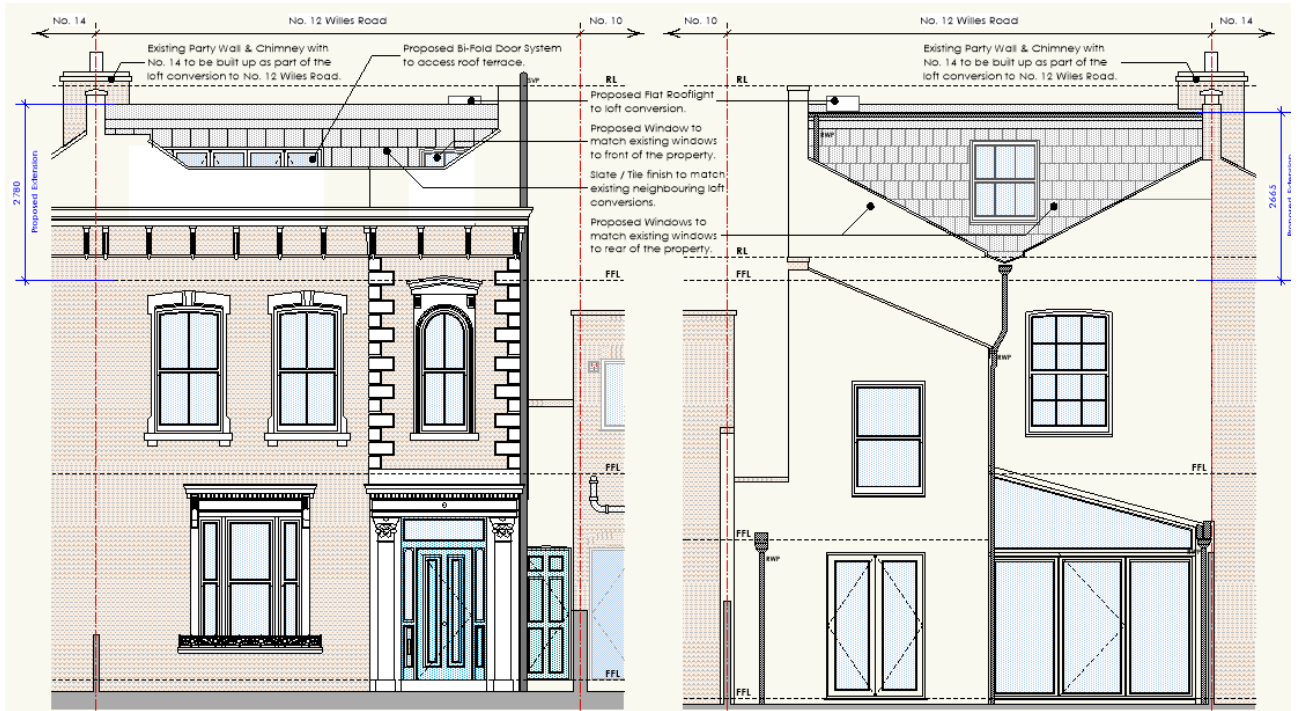 No. 14
No. 12 Willes Road
No. 10
No. 10
No. 12 Willes Road
No. 14
Existing Party Wall & Chimney with
No. 14 to be built up as part of the
loft conversion to No. 12 Wiles Road.
Proposed Bi-Fold Door System
to access roof terrace.
Existing Party Wall & Chimney with
No. 14 to be built up as part of the
loft conversion to No. 12 Wiles Road.
SVP
RL
RL
Proposed Flat Rooflight
to loft conversion.
Proposed Window to
match existing windows
to front of the property.
Slate / Tile finish to match
existing neighbouring loft
conversions.
Proposed Windows to
match existing windows
to rear of the property.
RWP
2780
Proposed Extension
2665
Proposed Extension
RL
FFL
FFL
RWP
FFL
FFL
FFL
RWP
FFL
FFL